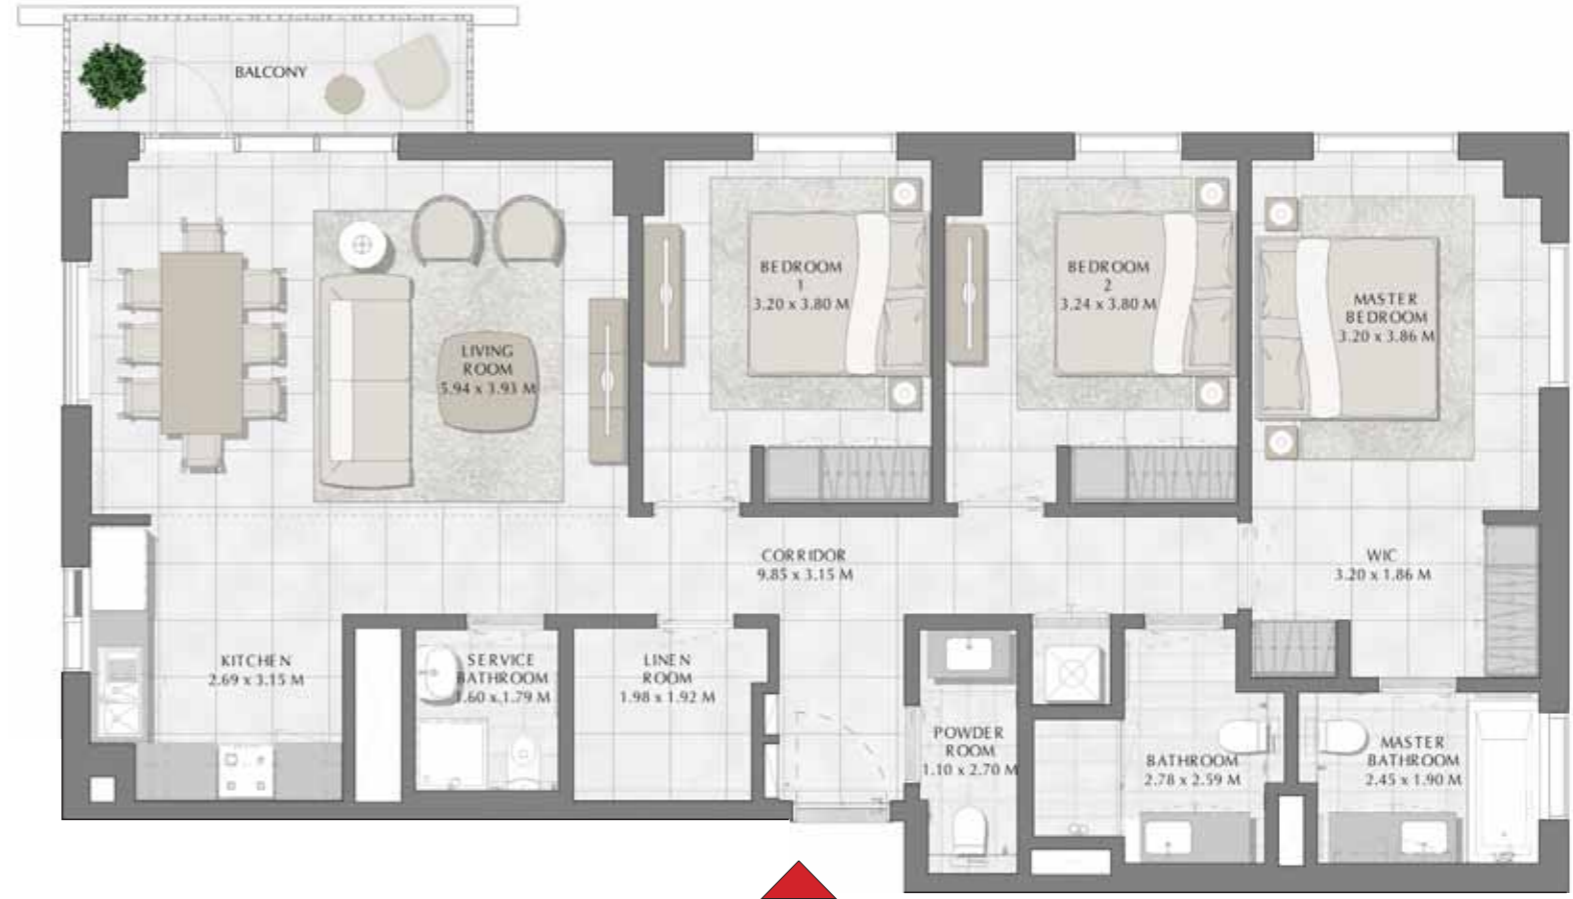 BALCONY
BEDROOM
1
3.20 x 3.80 M
BEDROOM
2
3.24 x 3.80 M
MASTER
BEDROOM
3.20 x 3.86 M
LIVING
ROOM
5.94 x 3.93 M
CORRIDOR
9.85 x 3.15 M
WIC
3.20 x 1.86 M
KITCHEN
2.69 x 3.15 M
SERVICE
BATHROOM
1.60 x 1.79 M
LINEN
ROOM
1.98 x 1.92 M
POWDER
ROOM
1.10 x 2.70 M
BATHROOM
2.78 x 2.59 M
MASTER
BATHROOM
2.45 x 1.90 M